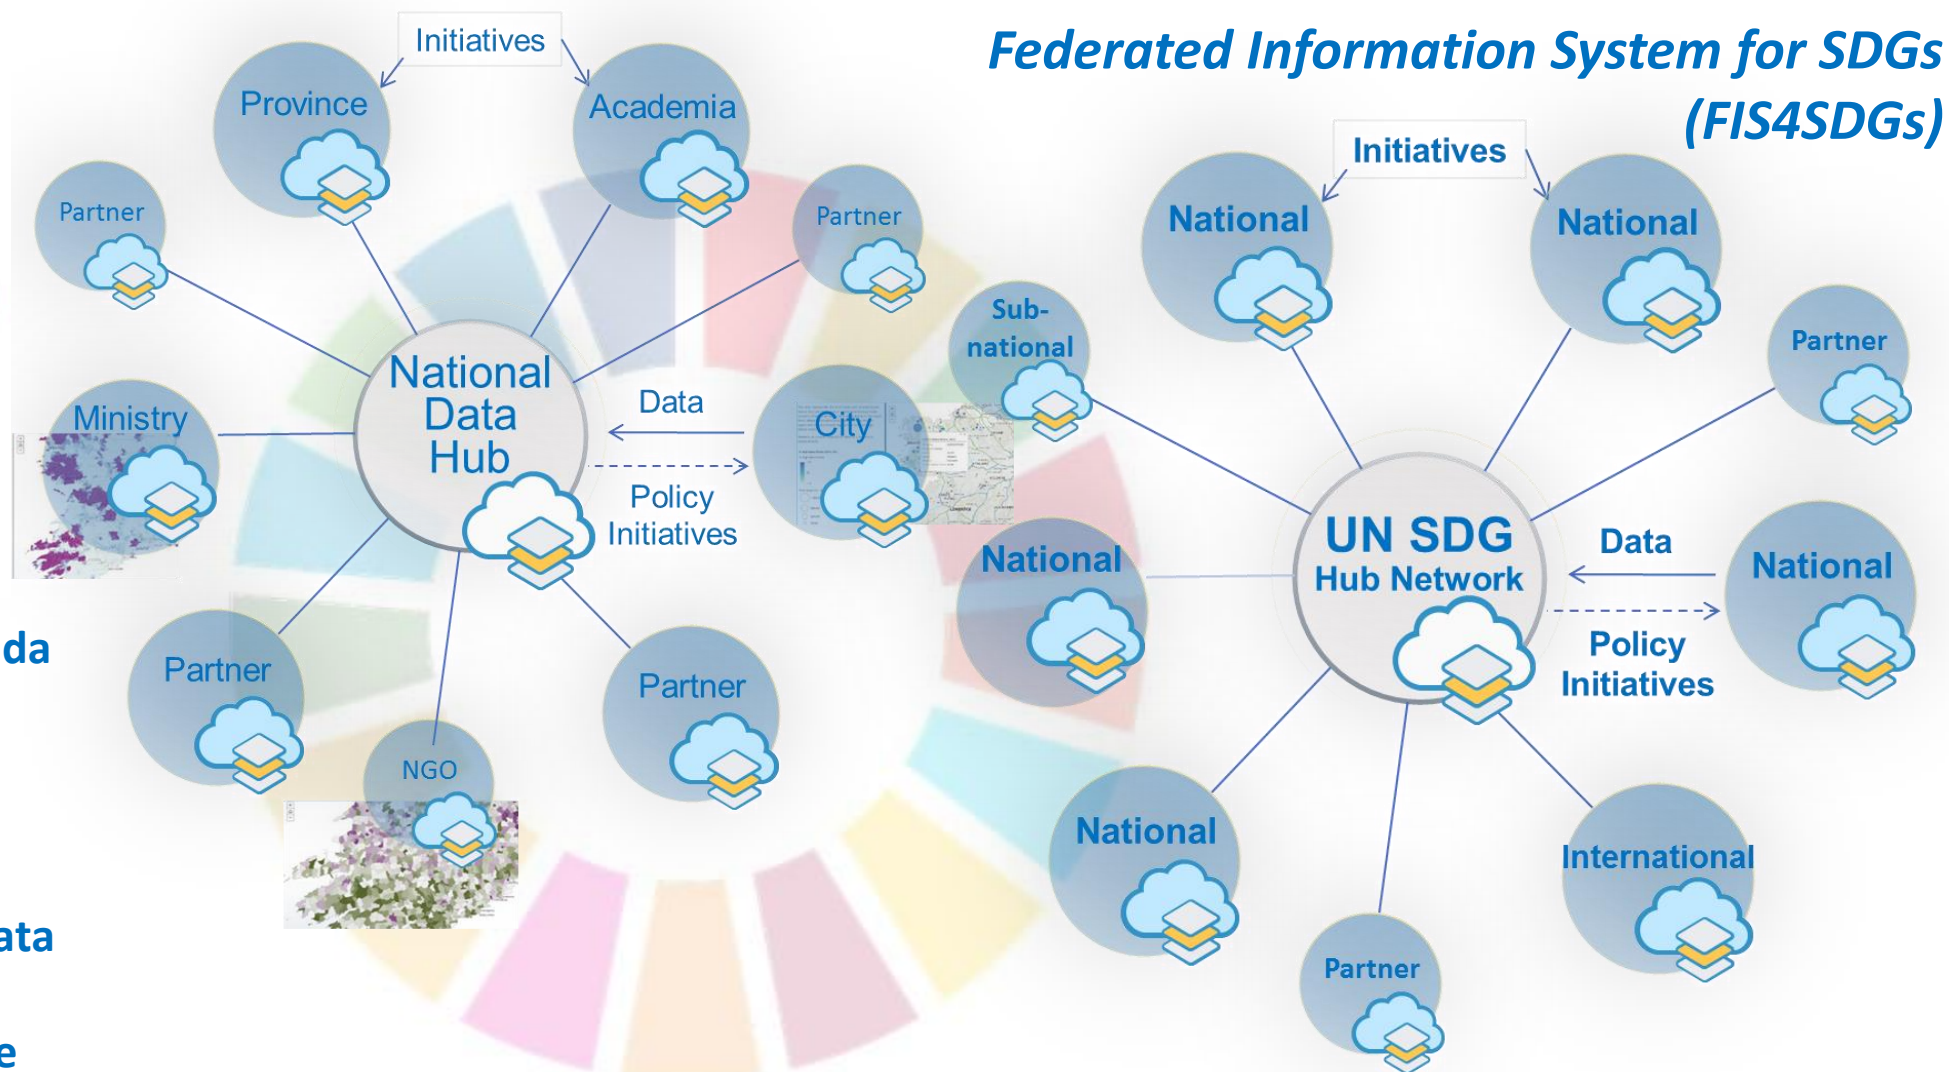 Federated Information System for SDGs
(FIS4SDGs)
Initiatives
Province
Academia
Partner
Partner
National
Data
Hub
Ministry
Data
City
Policy
Initiatives
Partner
Partner
NGO
da
ata
e
Initiatives
National
National
Sub-
national
Partner
UN SDG
Hub Network
National
Data
National
Policy
Initiatives
National
International
Partner